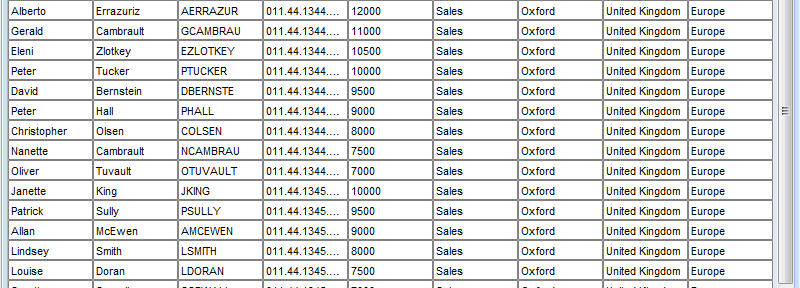 Alberto Errazuriz AERRAZUR 011.44.1344.... 12000 Sales Oxford United Kingdom Europe
Gerald Cambrault GCAMBRAU 011.44.1344.... 11000 Sales Oxford United Kingdom Europe
Eleni Zlotkey EZLOTKEY 011.44.1344.... 10500 Sales Oxford United Kingdom Europe
Peter Tucker PTUCKER 011.44.1344.... 10000 Sales Oxford United Kingdom Europe
David Bernstein DBERNSTE 011.44.1344.... 9500 Sales Oxford United Kingdom Europe
Peter Hall PHALL 011.44.1344.... 9000 Sales Oxford United Kingdom Europe
Christopher Olsen COLSEN 011.44.1344.... 8000 Sales Oxford United Kingdom Europe
Nanette Cambrault NCAMBRAU 011.44.1344.... 7500 Sales Oxford United Kingdom Europe
Oliver Tuvault OTUVAULT 011.44.1344.... 7000 Sales Oxford United Kingdom Europe
Janette King JKING 011.44.1345.... 10000 Sales Oxford United Kingdom Europe
Patrick Sully PSULLY 011.44.1345.... 9500 Sales Oxford United Kingdom Europe
Allan McEwen AMCEWEN 011.44.1345.... 9000 Sales Oxford United Kingdom Europe
Lindsey Smith LSMITH 011.44.1345.... 8000 Sales Oxford United Kingdom Europe
Louise Doran LDORAN 011.44.1345.... 7500 Sales Oxford United Kingdom Europe